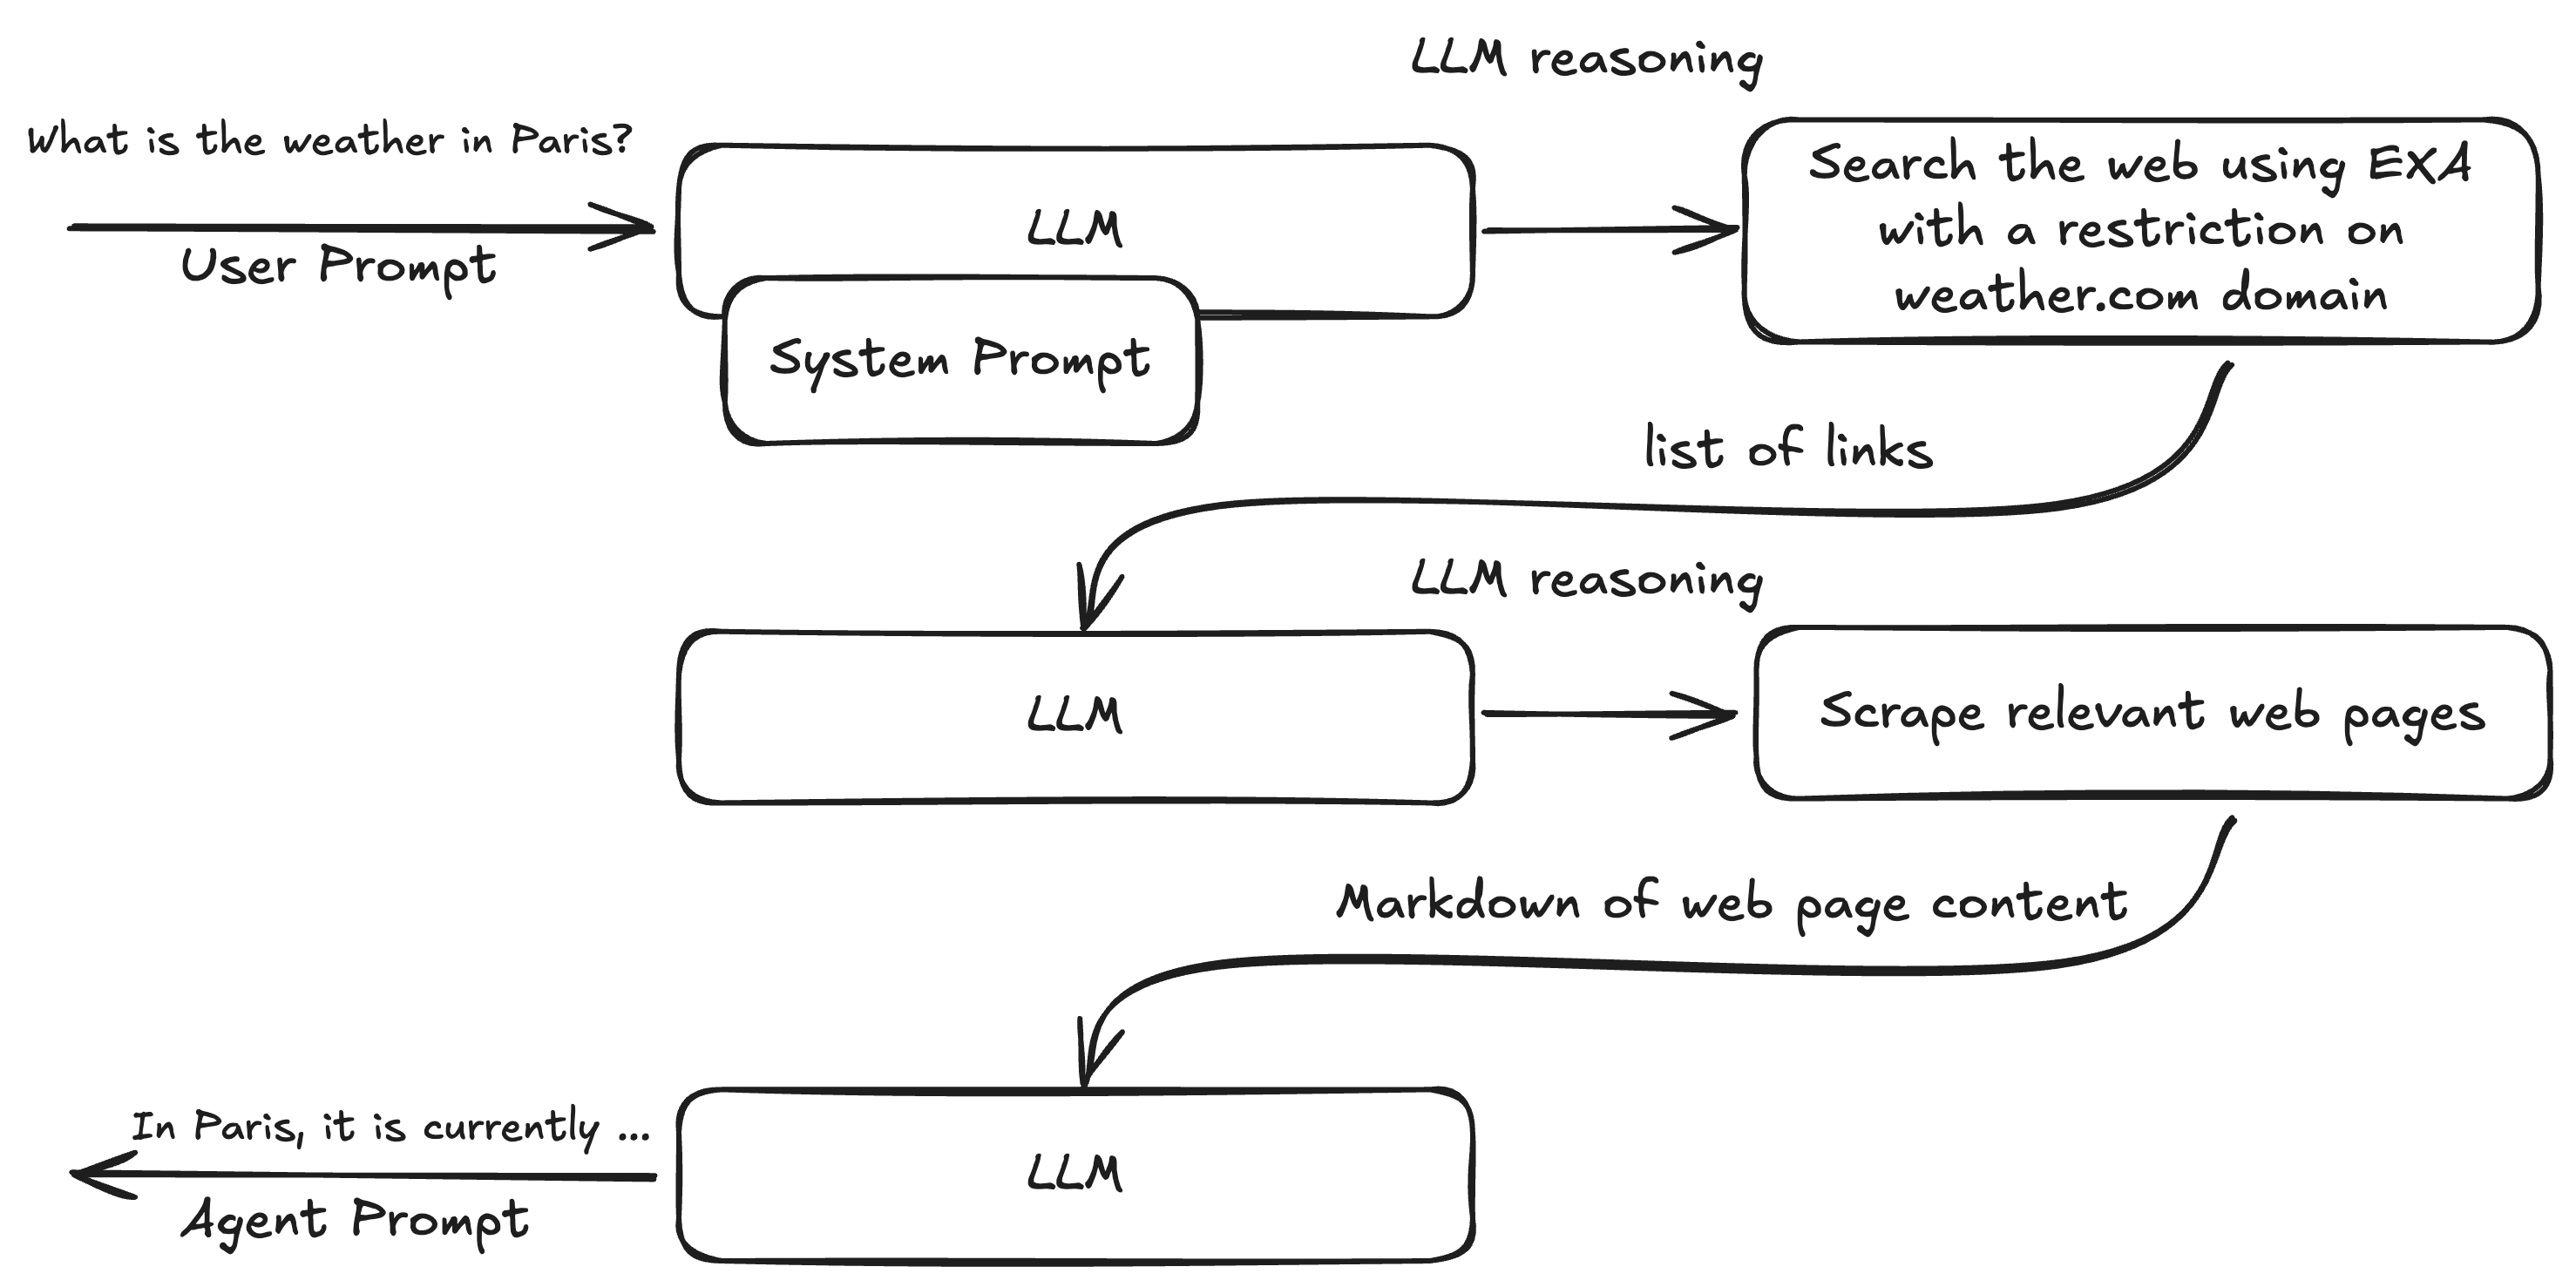 LLM reasoning
What is the weather in Paris?
User Prompt
LLM
System Prompt
Search the web using EXA
with a restriction on
weather.com domain
list of links
LLM reasoning
LLM
Scrape relevant web pages
Markdown of web page content
In Paris, it is currently ...
Agent Prompt
LLM